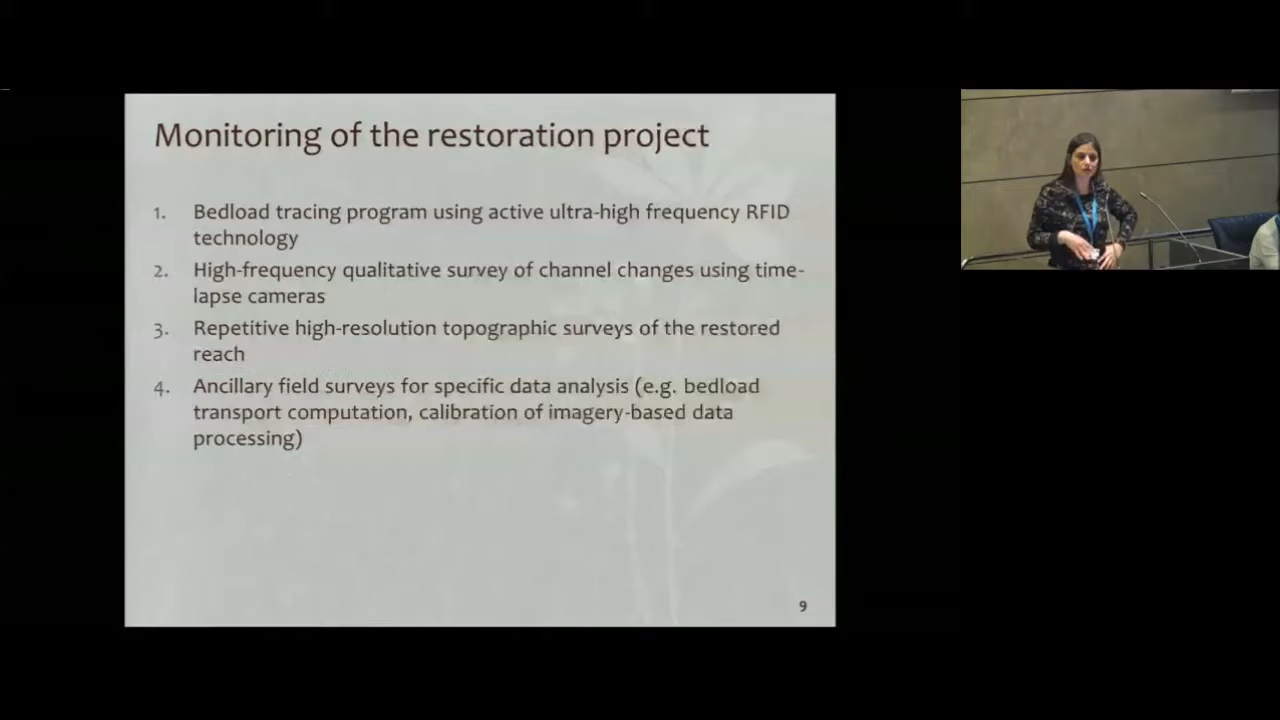 Monitoring of the restoration project
1. Bedload tracing program using active ultra-high frequency RFID
technology
2. High-frequency qualitative survey of channel changes using time-
lapse cameras
3. Repetitive high-resolution topographic surveys of the restored
reach
4. Ancillary field surveys for specific data analysis (e.g. bedload
transport computation, calibration of imagery-based data
processing)
9